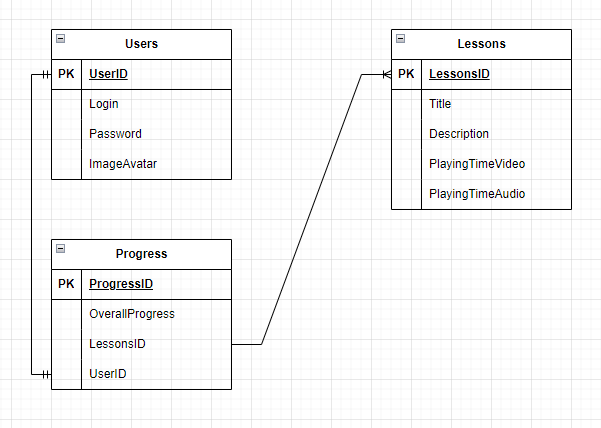 Users
PK UserID
Login
Password
ImageAvatar
Lessons
PK LessonsID
Title
Description
PlayingTimeVideo
PlayingTimeAudio
Progress
PK ProgressID
OverallProgress
LessonsID
UserID